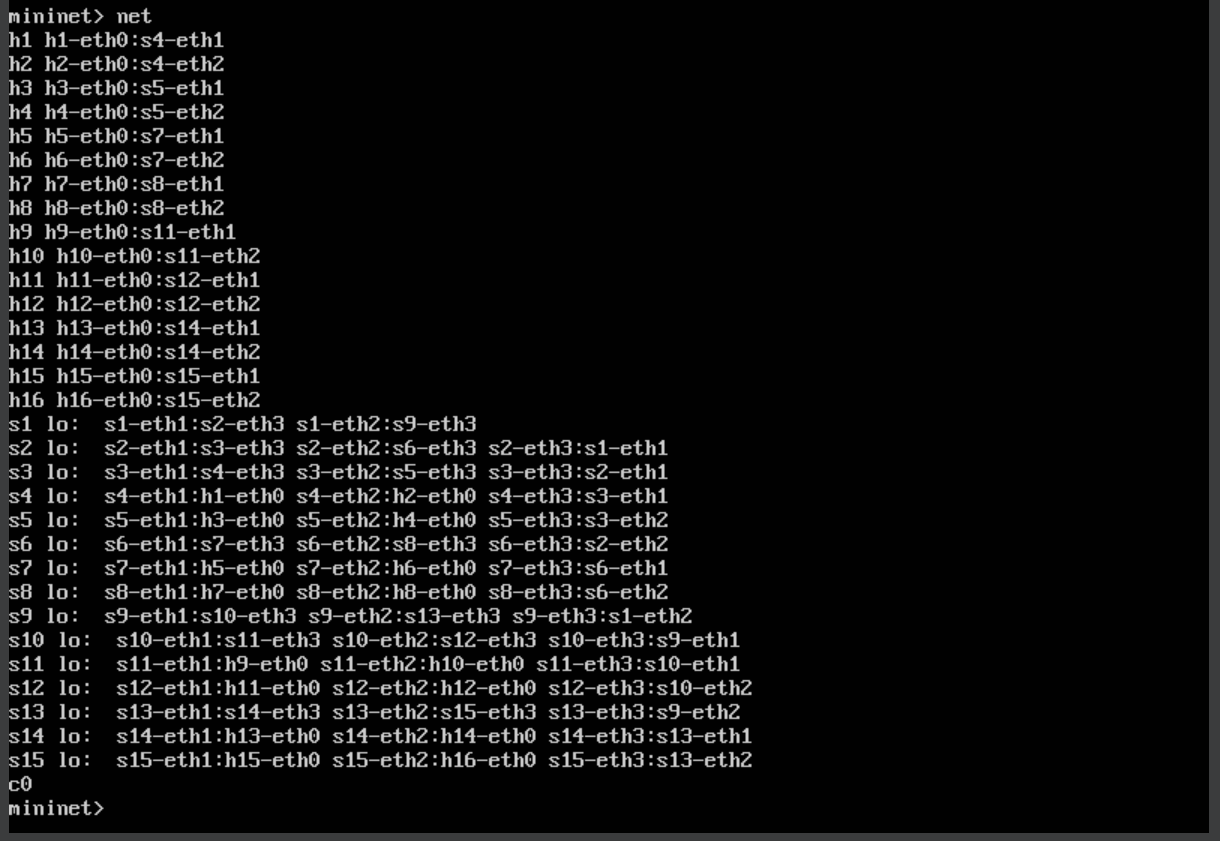 mininet> net
h1 h1-eth0:s4-eth1
h2 h2-eth0:s4-eth2
h3 h3-eth0:s5-eth1
h4 h4-eth0:s5-eth2
h5 h5-eth0:s7-eth1
h6 h6-eth0:s7-eth2
h7 h7-eth0:s8-eth1
h8 h8-eth0:s8-eth2
h9 h9-eth0:s11-eth1
h10 h10-eth0:s11-eth2
h11 h11-eth0:s12-eth1
h12 h12-eth0:s12-eth2
h13 h13-eth0:s14-eth1
h14 h14-eth0:s14-eth2
h15 h15-eth0:s15-eth1
h16 h16-eth0:s15-eth2
s1 lo:  s1-eth1:s2-eth3 s1-eth2:s9-eth3
s2 lo:  s2-eth1:s3-eth3 s2-eth2:s6-eth3 s2-eth3:s1-eth1
s3 lo:  s3-eth1:s4-eth3 s3-eth2:s5-eth3 s3-eth3:s2-eth1
s4 lo:  s4-eth1:h1-eth0 s4-eth2:h2-eth0 s4-eth3:s3-eth1
s5 lo:  s5-eth1:h3-eth0 s5-eth2:h4-eth0 s5-eth3:s3-eth2
s6 lo:  s6-eth1:s7-eth3 s6-eth2:s8-eth3 s6-eth3:s2-eth2
s7 lo:  s7-eth1:h5-eth0 s7-eth2:h6-eth0 s7-eth3:s6-eth1
s8 lo:  s8-eth1:h7-eth0 s8-eth2:h8-eth0 s8-eth3:s6-eth2
s9 lo:  s9-eth1:s10-eth3 s9-eth2:s13-eth3 s9-eth3:s1-eth2
s10 lo:  s10-eth1:s11-eth3 s10-eth2:s12-eth3 s10-eth3:s9-eth1
s11 lo:  s11-eth1:h9-eth0 s11-eth2:h10-eth0 s11-eth3:s10-eth1
s12 lo:  s12-eth1:h11-eth0 s12-eth2:h12-eth0 s12-eth3:s10-eth2
s13 lo:  s13-eth1:s14-eth3 s13-eth2:s15-eth3 s13-eth3:s9-eth2
s14 lo:  s14-eth1:h13-eth0 s14-eth2:h14-eth0 s14-eth3:s13-eth1
s15 lo:  s15-eth1:h15-eth0 s15-eth2:h16-eth0 s15-eth3:s13-eth2
c0
mininet>